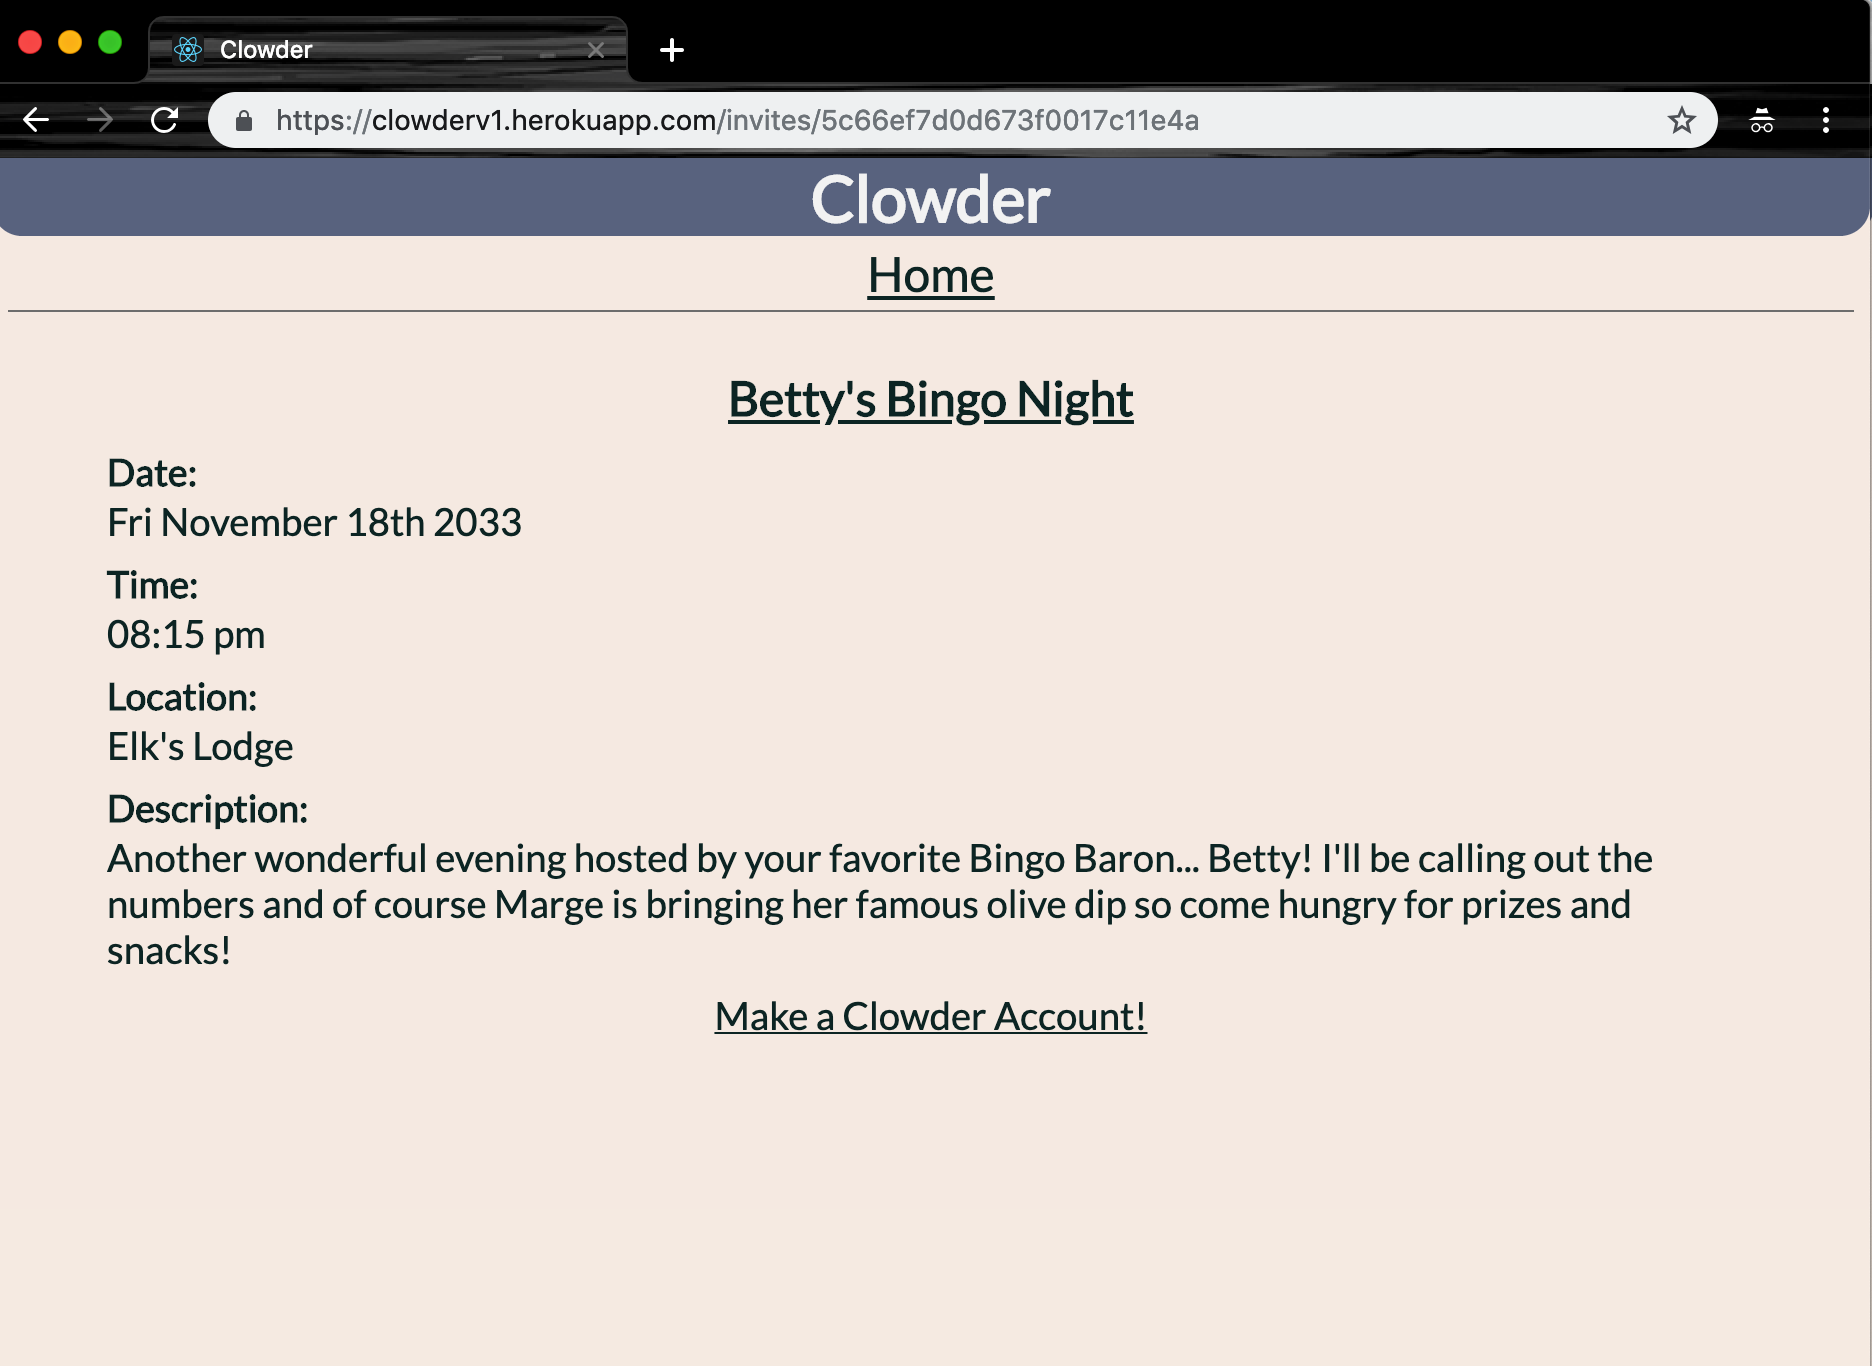 Clowder
https://clowderv1.herokuapp.com/invites/5c66ef7d0d673f0017c11e4a
Clowder
Home
Betty's Bingo Night
Date:
Fri November 18th 2033
Time:
08:15 pm
Location:
Elk's Lodge
Description:
Another wonderful evening hosted by your favorite Bingo Baron... Betty! I'll be calling out the
numbers and of course Marge is bringing her famous olive dip so come hungry for prizes and
snacks!
Make a Clowder Account!